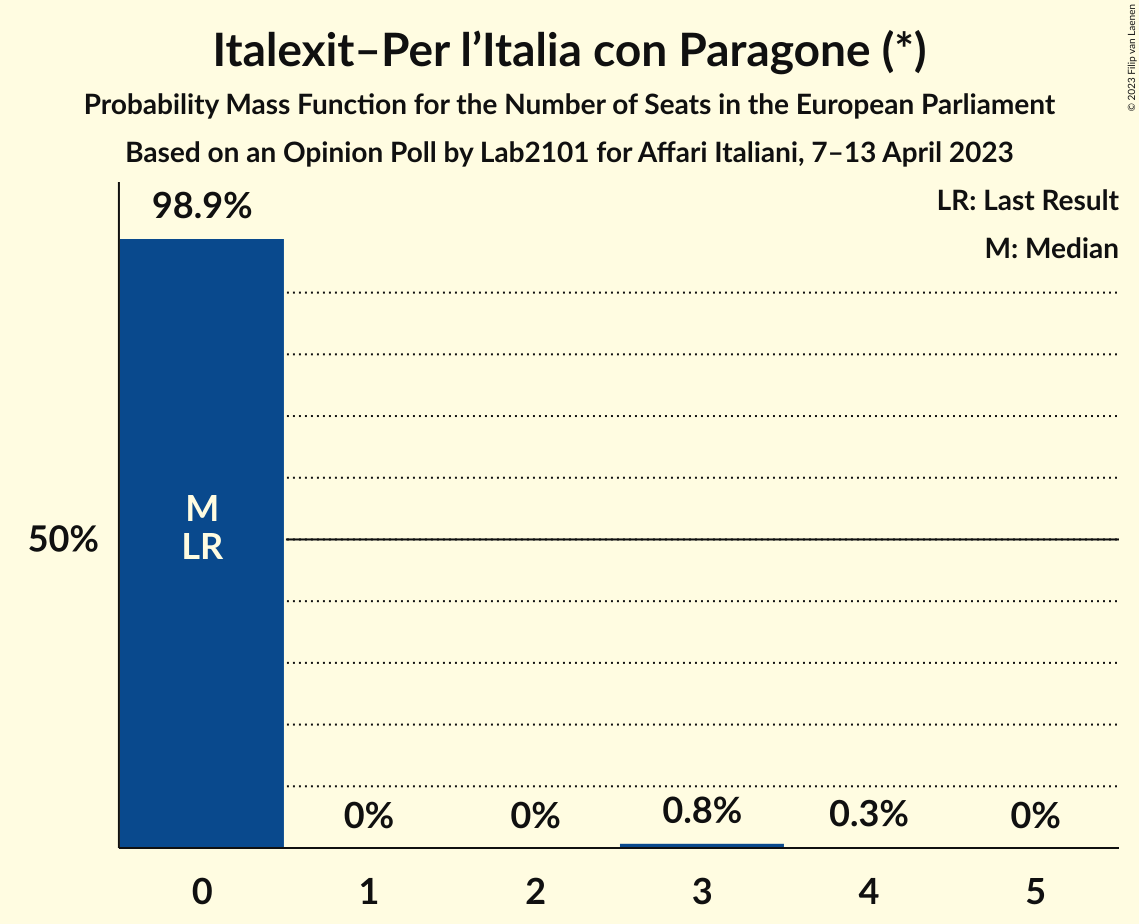 Italexit–Per l’Italia con Paragone (*)
Probability Mass Function for the Number of Seats in the European Parliament
Based on an Opinion Poll by Lab2101 for Affari Italiani, 7–13 April 2023
© 2023 Filip van Laenen
LR: Last Result
M: Median
98.9%
M
LR
50%
0%
0%
0.8%
0.3%
0%
0
1
2
3
4
5